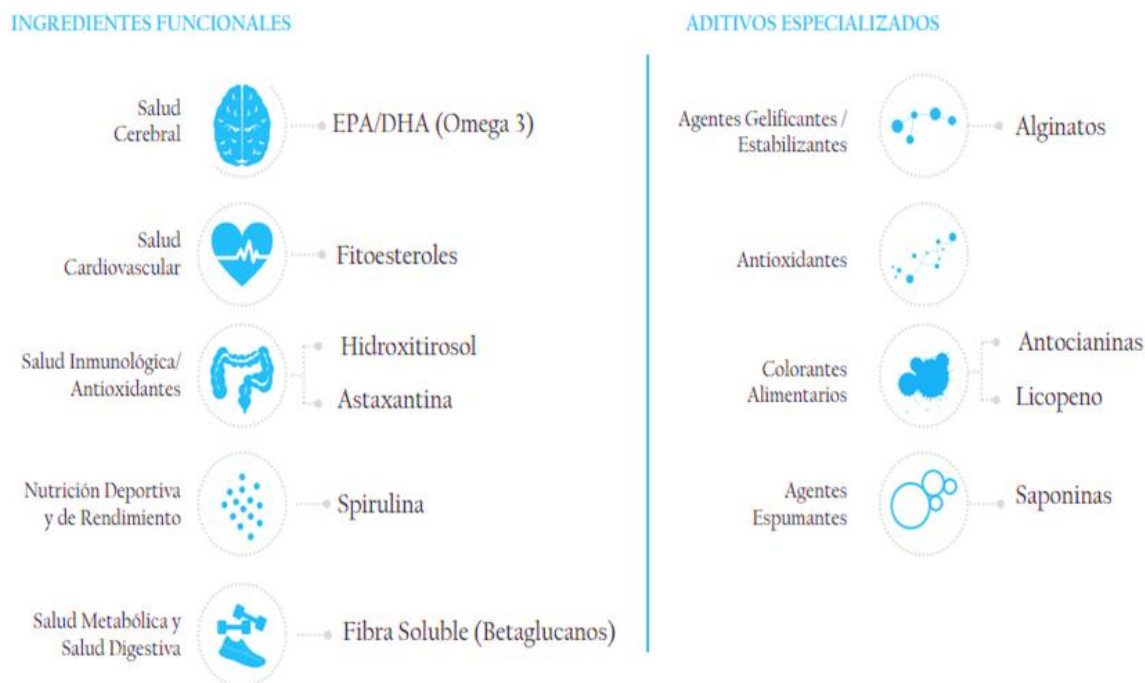 INGREDIENTES FUNCIONALES
Salud
Cerebral
EPA/DHA (Omega 3)
Salud
Cardiovascular
Fitoesteroles
Salud Inmunológica/
Antioxidantes
Hidroxitirosol
Astaxantina
Nutrición Deportiva
y de Rendimiento
Spirulina
Salud Metabólica y
Salud Digestiva
Fibra Soluble (Betaglucanos)
ADITIVOS ESPECIALIZADOS
Agentes Gelificantes /
Estabilizantes
Alginatos
Antioxidantes
Colorantes
Alimentarios
Antocianinas
Licopeno
Agentes
Espumantes
Saponinas